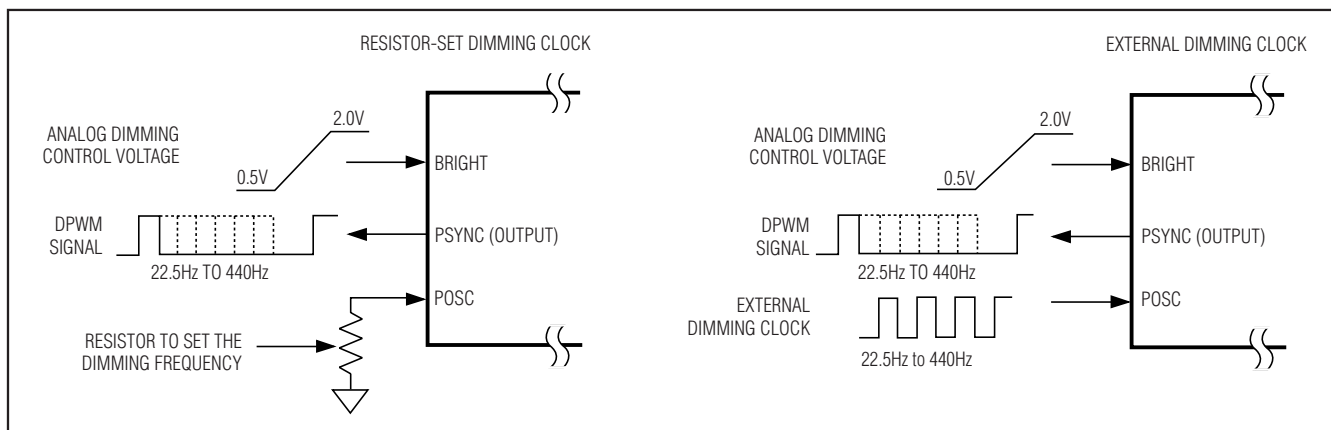 RESISTOR-SET DIMMING CLOCK
ANALOG DIMMING
CONTROL VOLTAGE
2.0V
0.5V
BRIGHT
DPWM
SIGNAL
PSYNC (OUTPUT)
22.5Hz TO 440Hz
POSC
RESISTOR TO SET THE
DIMMING FREQUENCY
EXTERNAL DIMMING CLOCK
ANALOG DIMMING
CONTROL VOLTAGE
2.0V
0.5V
BRIGHT
DPWM
SIGNAL
PSYNC (OUTPUT)
22.5Hz TO 440Hz
EXTERNAL
DIMMING CLOCK
POSC
22.5Hz to 440Hz